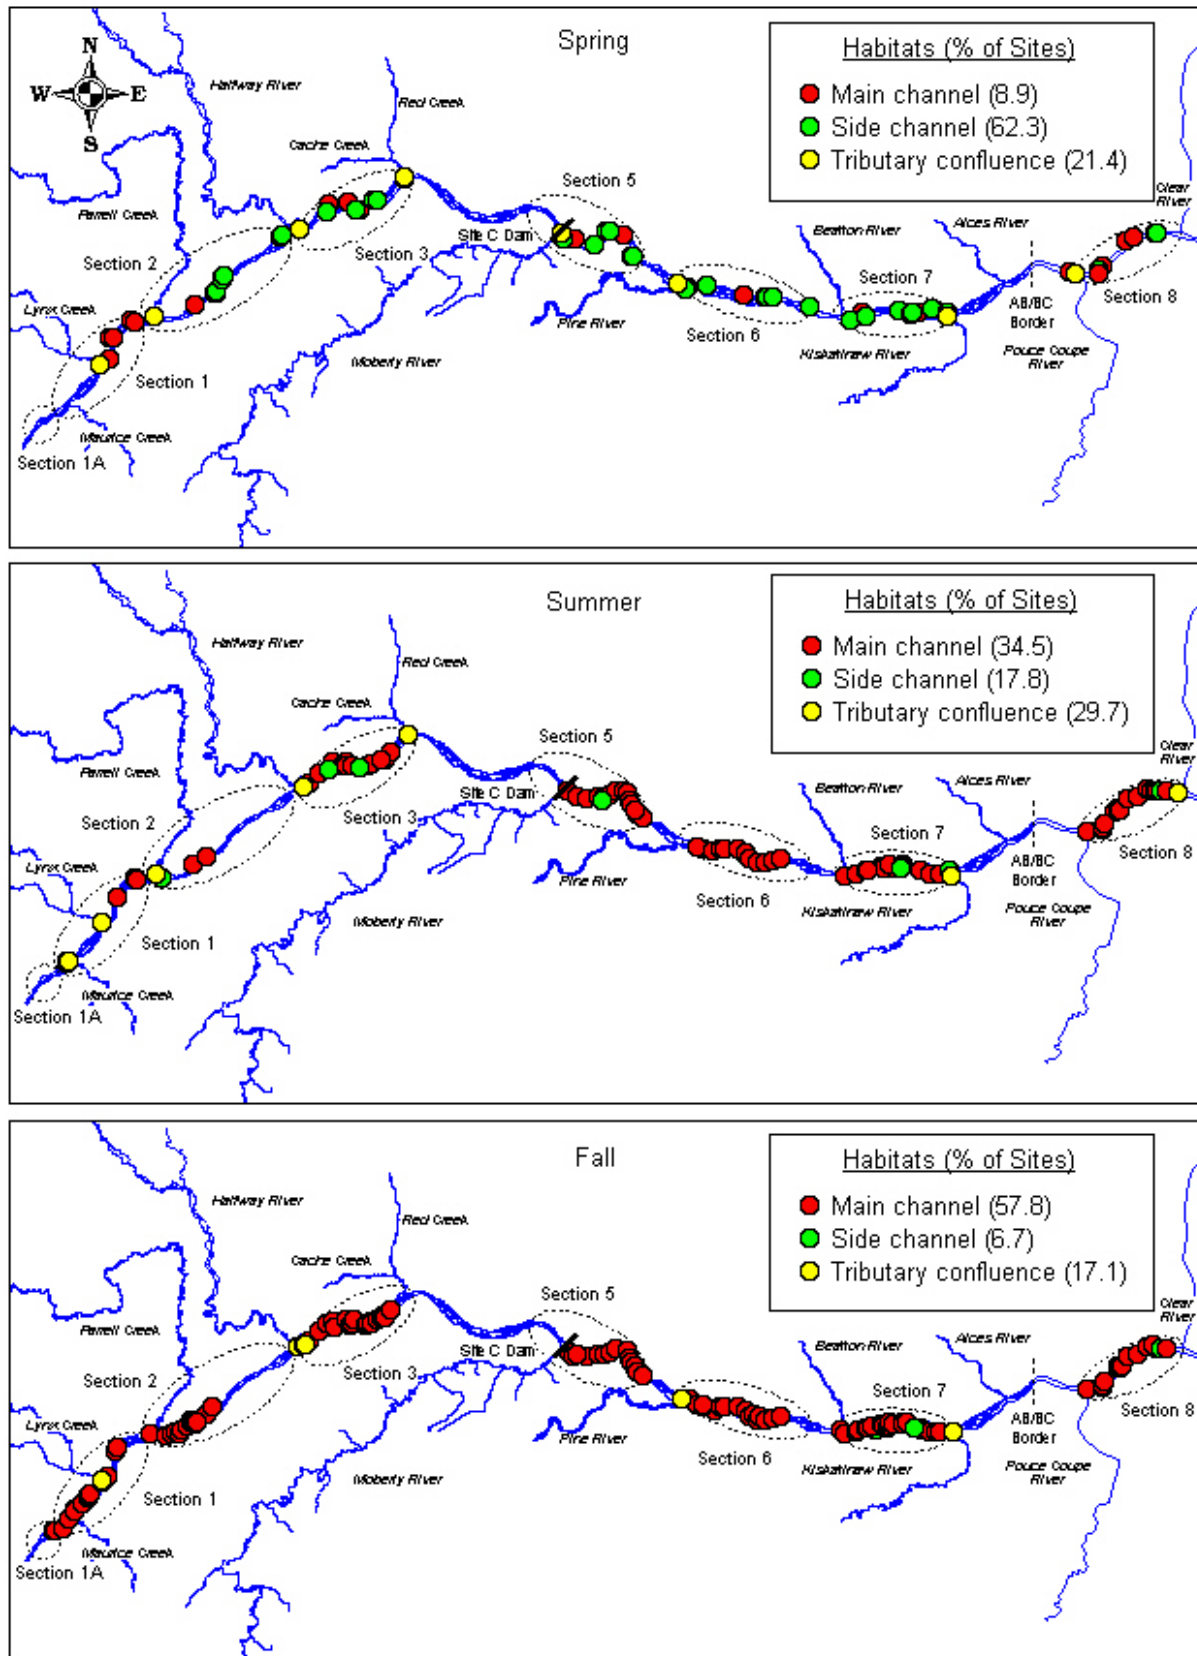 Spring
Habitats (% of Sites)
Main channel (8.9)
Side channel (62.3)
Tributary confluence (21.4)
N
W E
S
Halfway River
Red Creek
Cache Creek
Farrell Creek
Section 5
Site C Dam
Section 3
Section 2
Lynx Creek
Section 1
Maurice Creek
Section 1A
Moberly River
Pine River
Section 6
Beatton River
Section 7
Kiskatinaw River
Alces River
AB/BC
Border
Pouce Coupe
River
Clear
River
Section 8
Summer
Habitats (% of Sites)
Main channel (34.5)
Side channel (17.8)
Tributary confluence (29.7)
Halfway River
Red Creek
Cache Creek
Farrell Creek
Section 5
Site C Dam
Section 3
Section 2
Lynx Creek
Section 1
Maurice Creek
Section 1A
Moberly River
Pine River
Section 6
Beatton River
Section 7
Kiskatinaw River
Alces River
AB/BC
Border
Pouce Coupe
River
Clear
River
Section 8
Fall
Habitats (% of Sites)
Main channel (57.8)
Side channel (6.7)
Tributary confluence (17.1)
Halfway River
Red Creek
Cache Creek
Farrell Creek
Section 5
Site C Dam
Section 3
Section 2
Lynx Creek
Section 1
Maurice Creek
Section 1A
Moberly River
Pine River
Section 6
Beatton River
Section 7
Kiskatinaw River
Alces River
AB/BC
Border
Pouce Coupe
River
Clear
River
Section 8